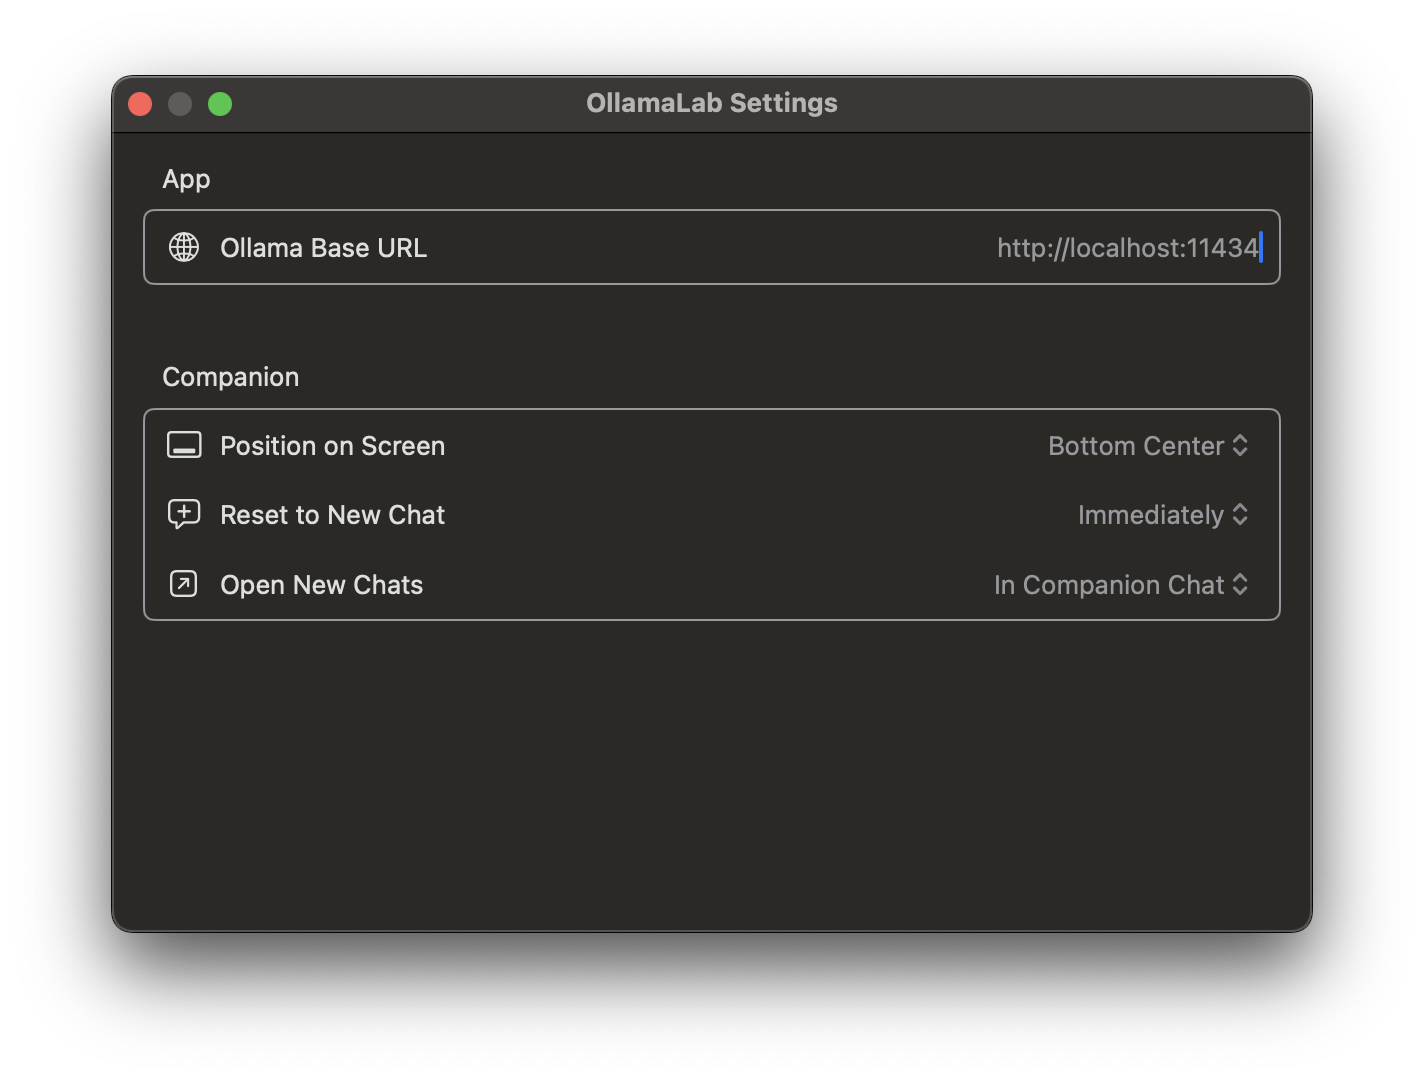 OllamaLab Settings
App
Ollama Base URL http://localhost:11434
Companion
Position on Screen Bottom Center
Reset to New Chat Immediately
Open New Chats In Companion Chat